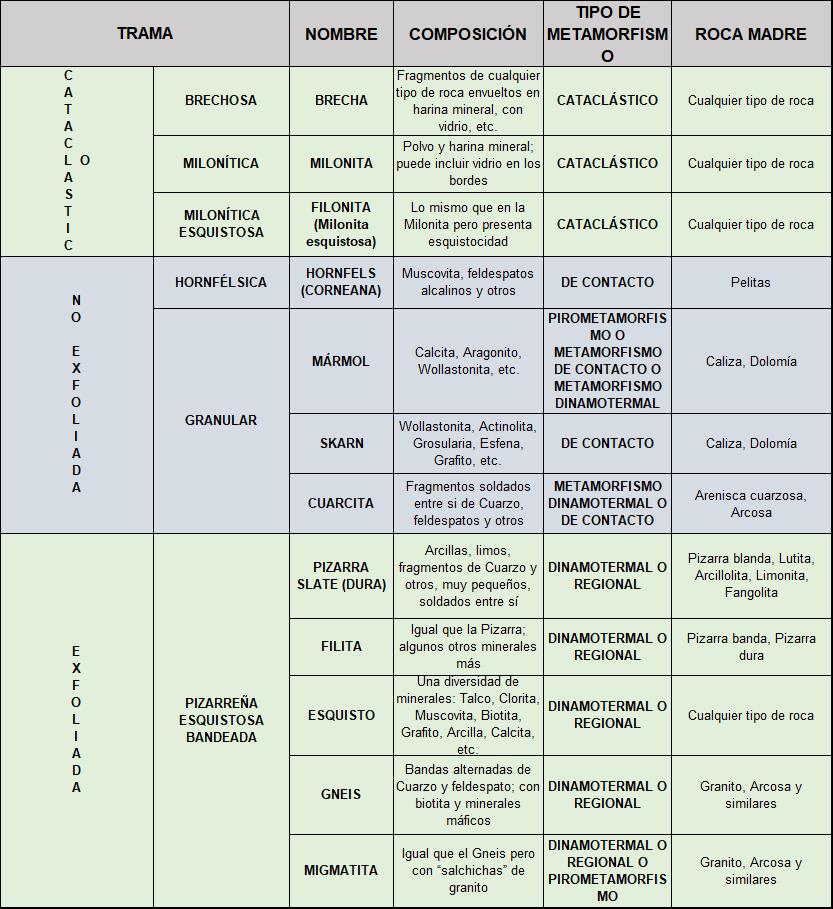 TRAMA
NOMBRE
COMPOSICIÓN
TIPO DE
METAMORFISM
O
ROCA MADRE
C
A
T
A
C
L O
A
S
T
I
C
BRECHOSA
BRECHA
Fragmentos de cualquier
tipo de roca envueltos en
harina mineral, con
vidrio, etc.
CATACLÁSTICO
Cualquier tipo de roca
MILONÍTICA
MILONITA
Polvo y harina mineral;
puede incluir vidrio en los
bordes
CATACLÁSTICO
Cualquier tipo de roca
MILONÍTICA
ESQUISTOSA
FILONITA
(Milonita
esquistosa)
Lo mismo que en la
Milonita pero presenta
esquistocidad
CATACLÁSTICO
Cualquier tipo de roca
N
O
E
X
F
O
L
I
A
D
A
HORNFÉLSICA
HORNFELS
(CORNEANA)
Muscovita, feldespatos
alcalinos y otros
DE CONTACTO
Pelitas
GRANULAR
MÁRMOL
Calcita, Aragonito,
Wollastonita, etc.
PIROMETAMORFIS
MO O
METAMORFISMO
DE CONTACTO O
METAMORFISMO
DINAMOTERMAL
Caliza, Dolomía
SKARN
Wollastonita, Actinolita,
Grosularia, Esfena,
Grafito, etc.
DE CONTACTO
Caliza, Dolomía
CUARCITA
Fragmentos soldados
entre si de Cuarzo,
feldespatos y otros
METAMORFISMO
DINAMOTERMAL O
DE CONTACTO
Arenisca cuarzosa,
Arcosa
E
X
F
O
L
I
A
D
A
PIZARREÑA
ESQUISTOSA
BANDEADA
PIZARRA
SLATE (DURA)
Arcillas, limos,
fragmentos de Cuarzo y
otros, muy pequeños,
soldados entre sí
DINAMOTERMAL O
REGIONAL
Pizarra blanda, Lutita,
Arcillolita, Limonita,
Fangolita
FILITA
Igual que la Pizarra;
algunos otros minerales
más
DINAMOTERMAL O
REGIONAL
Pizarra banda, Pizarra
dura
ESQUISTO
Una diversidad de
minerales: Talco, Clorita,
Muscovita, Biotita,
Grafito, Arcilla, Calcita,
etc.
DINAMOTERMAL O
REGIONAL
Cualquier tipo de roca
GNEIS
Bandas alternadas de
Cuarzo y feldespato; con
biotita y minerales
máficos
DINAMOTERMAL O
REGIONAL
Granito, Arcosa y
similares
MIGMATITA
Igual que el Gneis pero
con “salchichas” de
granito
DINAMOTERMAL O
REGIONAL O
PIROMETAMORFIS
MO
Granito, Arcosa y
similares